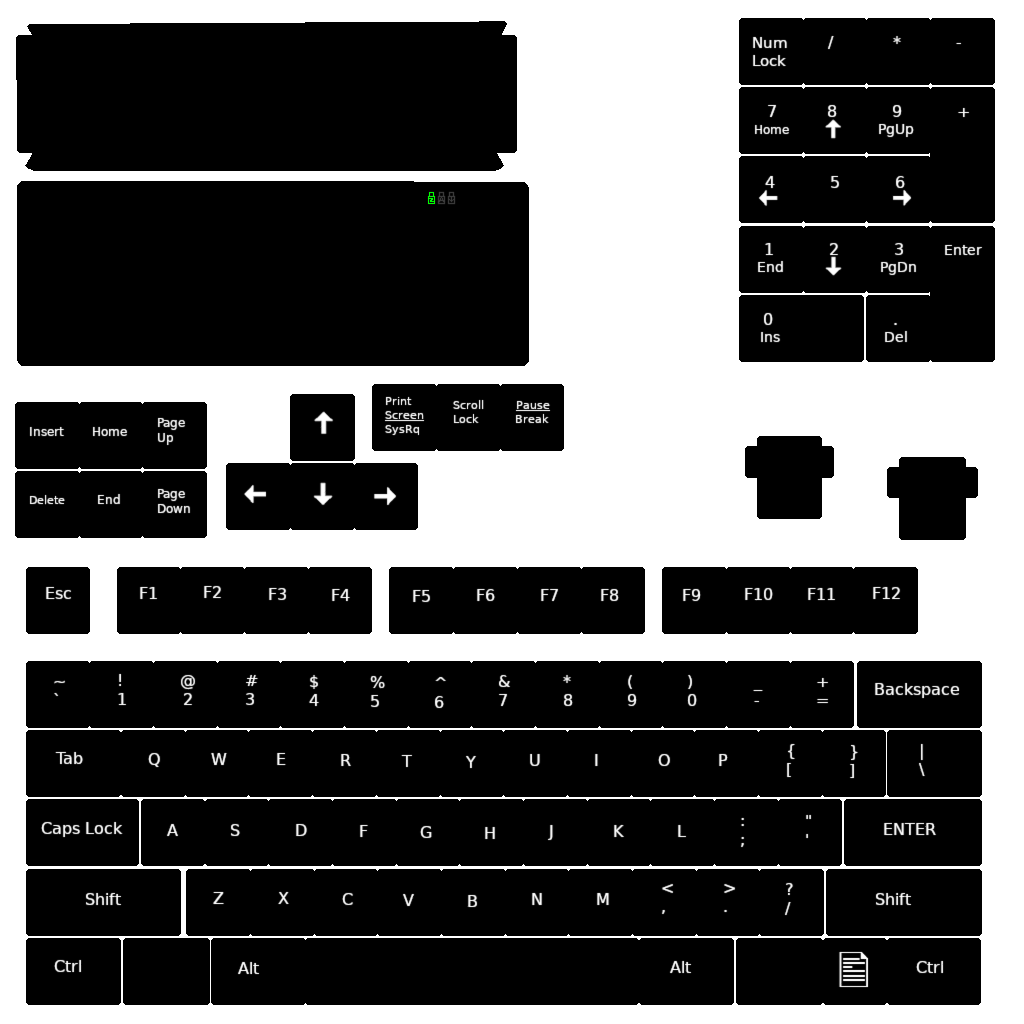 Num / * -
Lock
7 8 9 +
Home PgUp
4 5 6
1 2 3 Enter
End PgDn
0 .
Ins Del
Print Scroll Pause
Screen Lock Break
SysRq
Insert Home Page
Up
Delete End Page
Down
Esc F1 F2 F3 F4 F5 F6 F7 F8 F9 F10 F11 F12
~ ! @ # $ % ^ & * ( ) _ + Backspace
` 1 2 3 4 5 6 7 8 9 0 - =
Tab Q W E R T Y U I O P { } |
[ ] \
Caps Lock A S D F G H J K L : " ENTER
; '
Shift Z X C V B N M < > ? Shift
, . /
Ctrl Alt Alt Ctrl